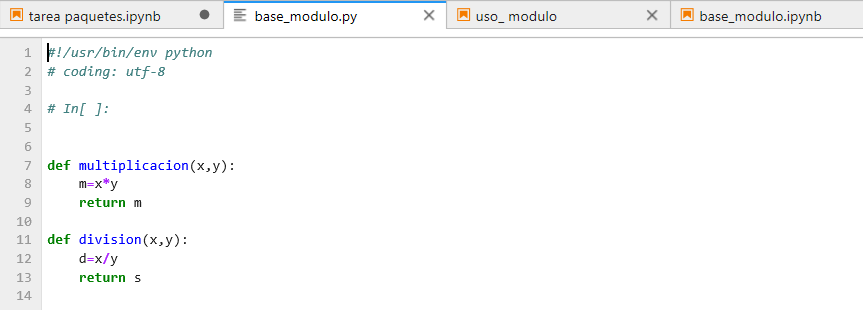 tarea paquetes.ipynb base_modulo.py uso_ modulo base_modulo.ipynb
1 #!/usr/bin/env python
2 # coding: utf-8
3
4 # In[ ]:
5
6
7 def multiplicacion(x,y):
8     m=x*y
9     return m
10
11 def division(x,y):
12     d=x/y
13     return s
14